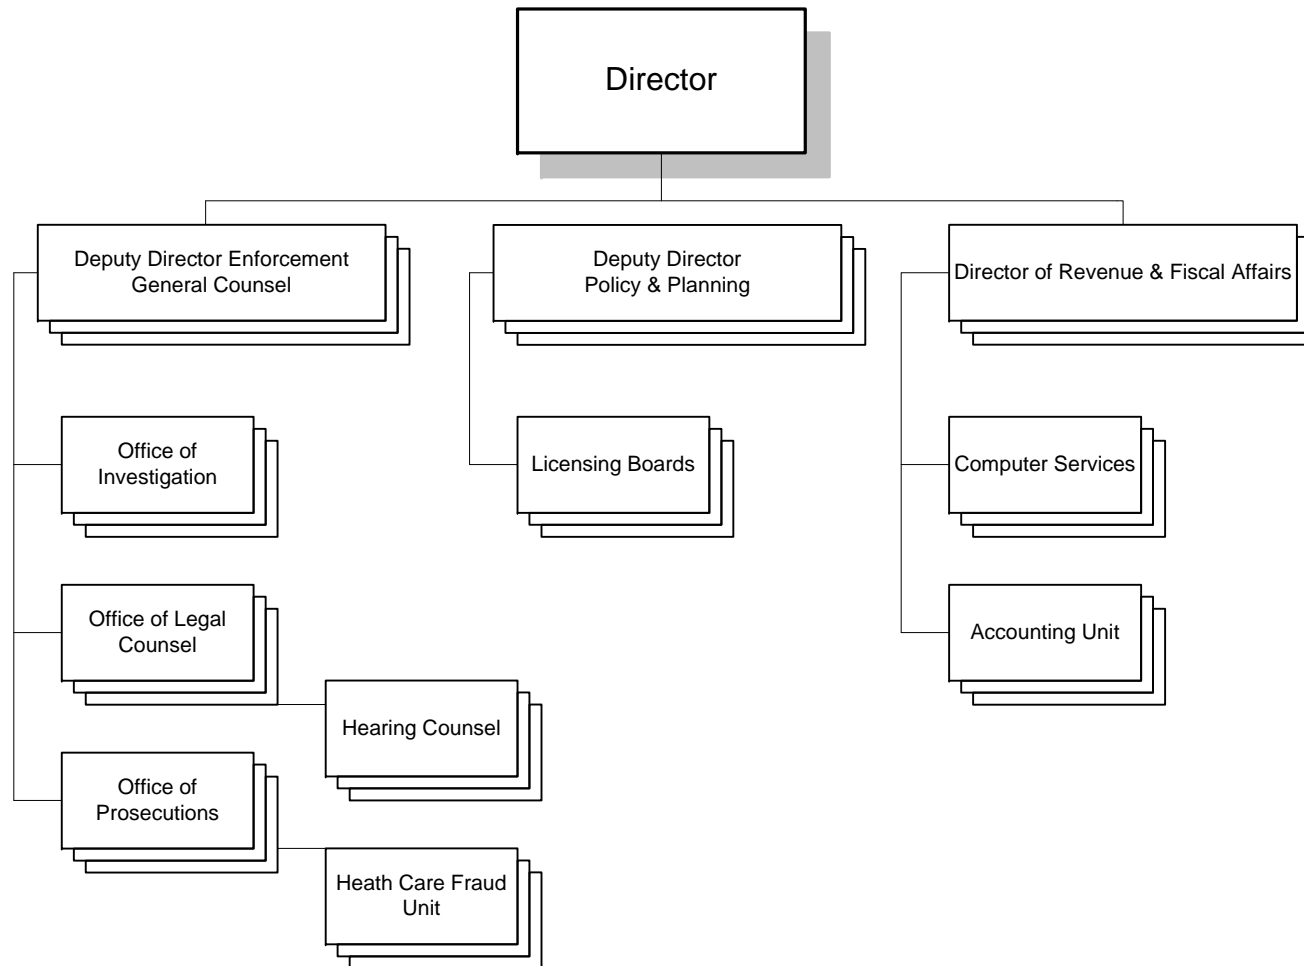 Director
Deputy Director Enforcement
General Counsel
Deputy Director
Policy & Planning
Director of Revenue & Fiscal Affairs
Office of
Investigation
Licensing Boards
Computer Services
Office of Legal
Counsel
Accounting Unit
Hearing Counsel
Office of
Prosecutions
Heath Care Fraud
Unit